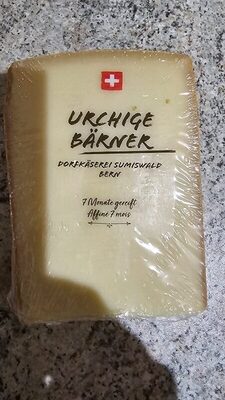 URCHIGE
BÄRNER
DORFKÄSEREI SUMISWALD
BERN
7 Monate gereift
Affiné 7 mois